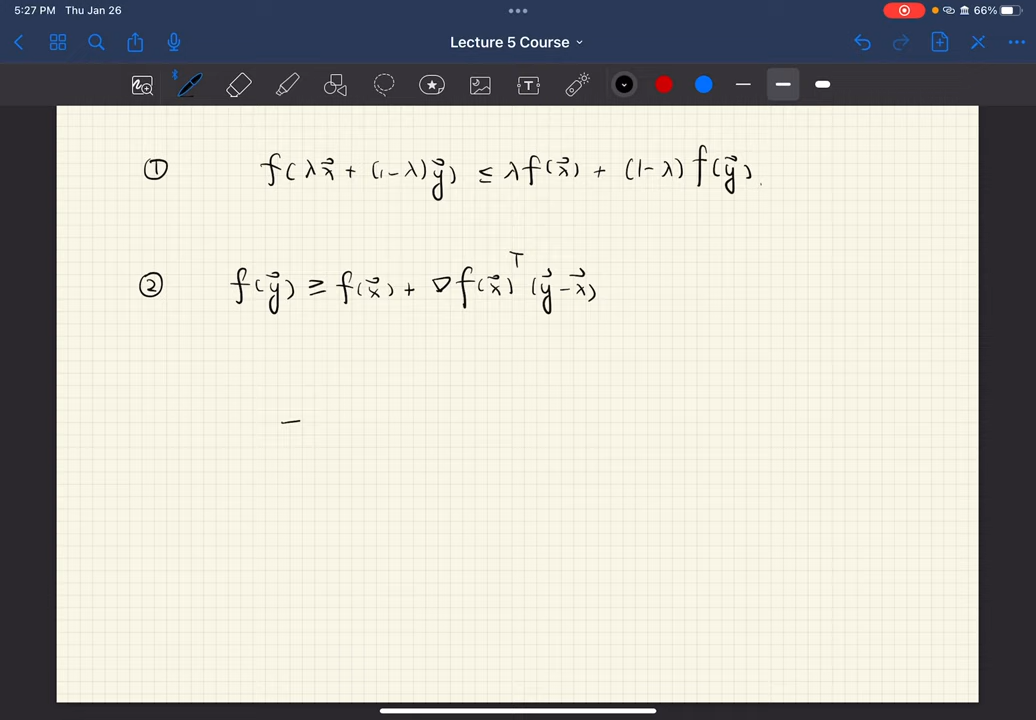 5:27 PM Thu Jan 26
66%
Lecture 5 Course
T
① f(λx⃗ + (1-λ)y⃗) ≤ λf(x⃗) + (1-λ) f(y⃗).
② f(y⃗) ≥ f(x⃗) + ∇f(x⃗)ᵀ (y⃗-x⃗)